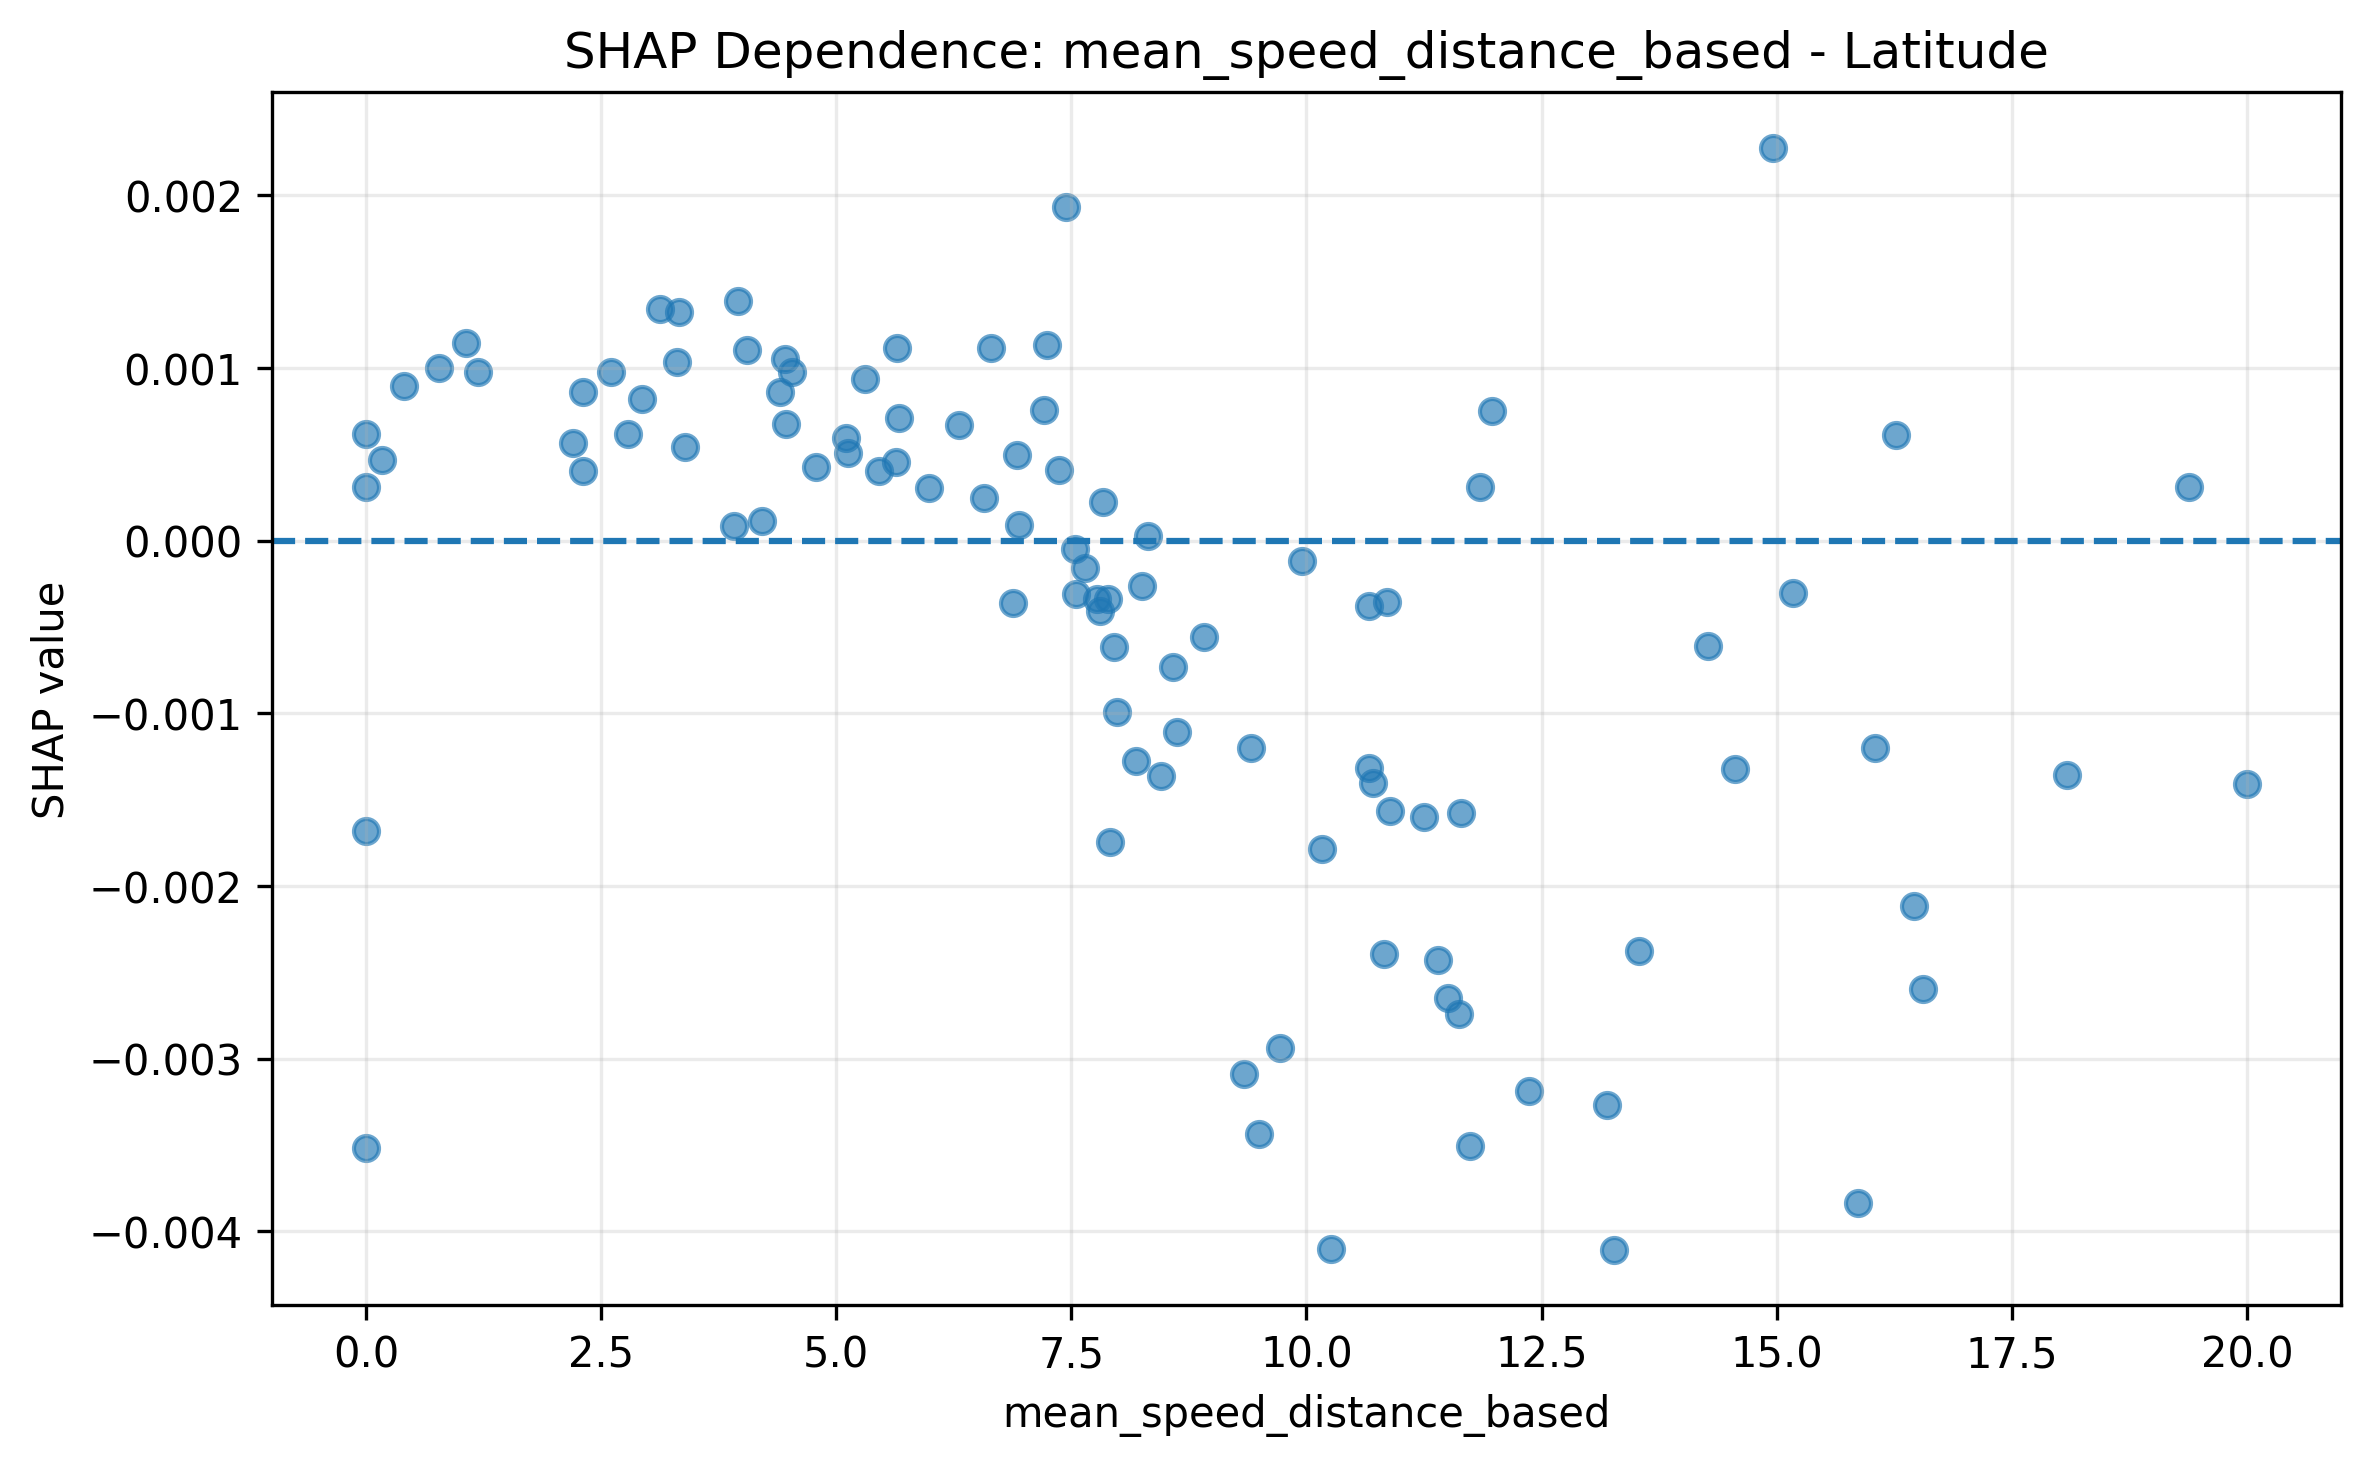 SHAP Dependence: mean_speed_distance_based - Latitude
SHAP value
0.002
0.001
0.000
−0.001
−0.002
−0.003
−0.004
0.0 2.5 5.0 7.5 10.0 12.5 15.0 17.5 20.0
mean_speed_distance_based